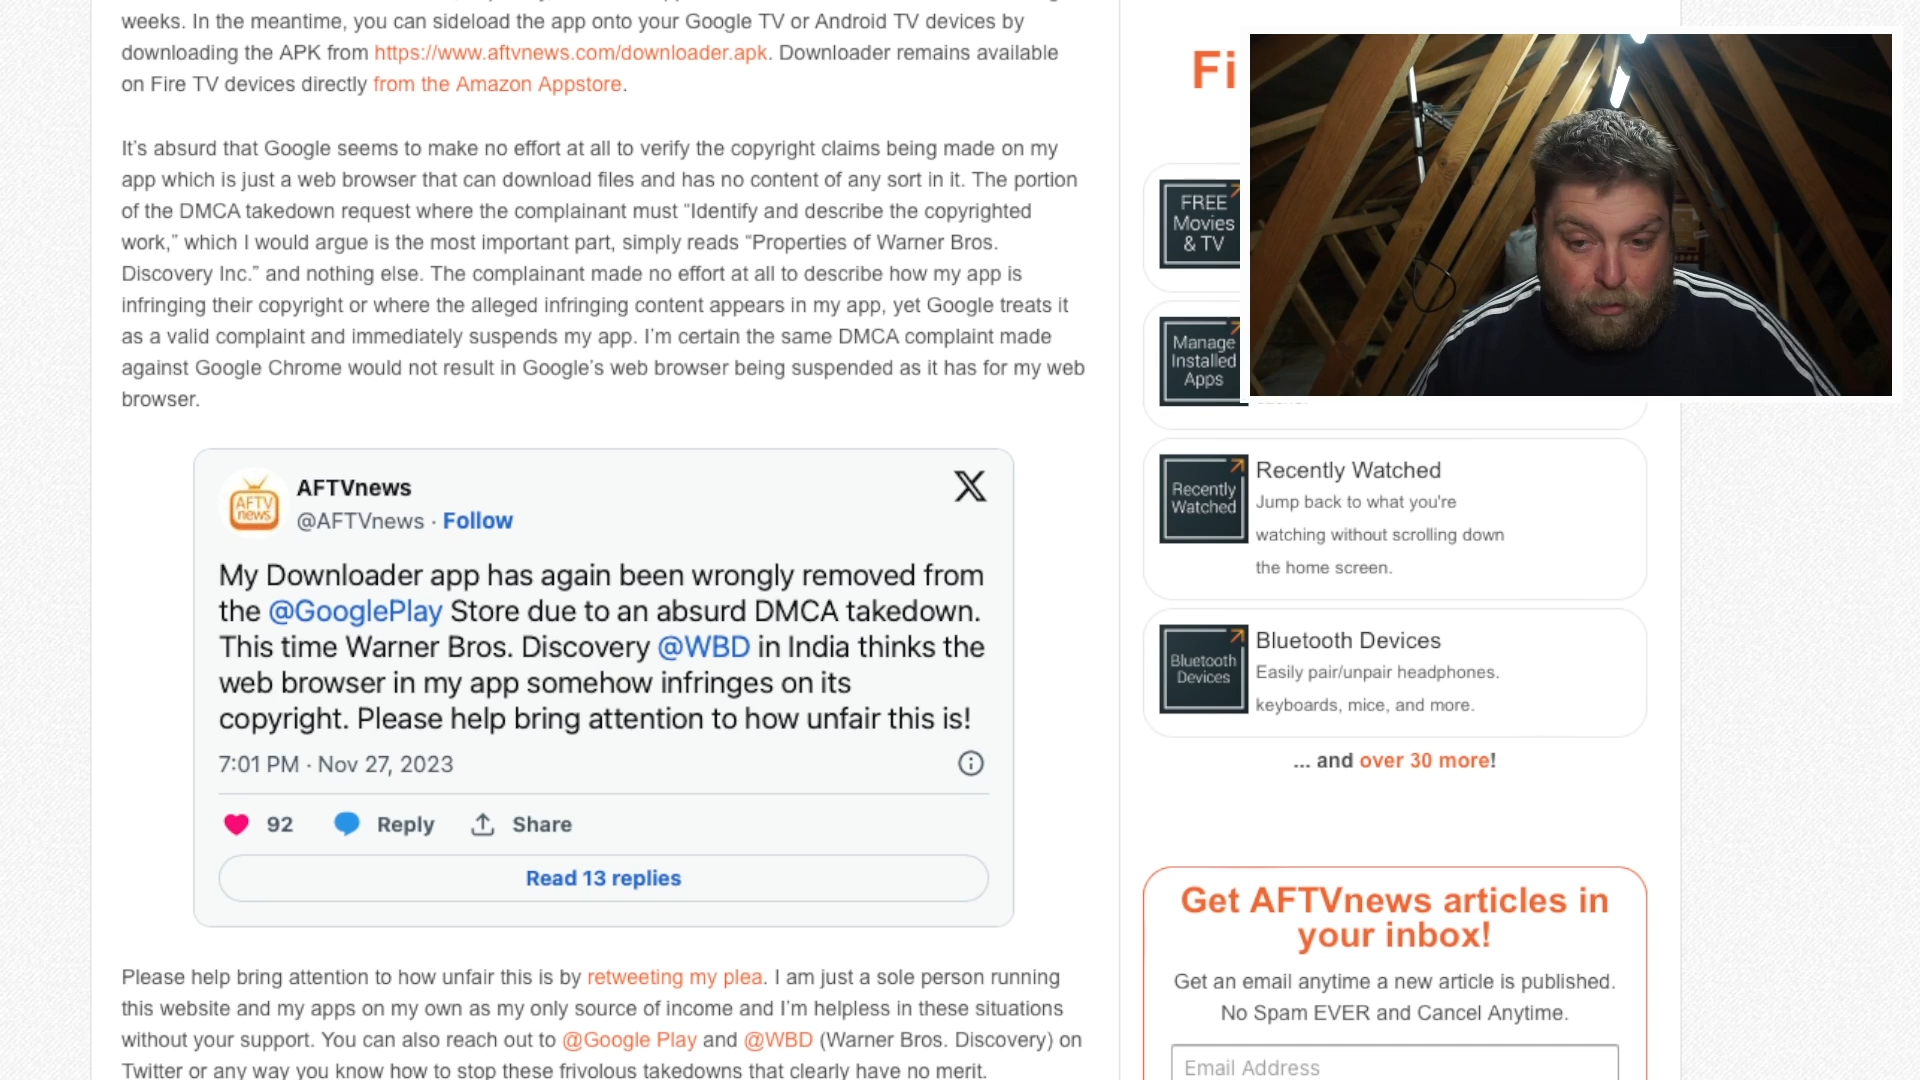 weeks. In the meantime, you can sideload the app onto your Google TV or Android TV devices by
downloading the APK from https://www.aftvnews.com/downloader.apk. Downloader remains available
on Fire TV devices directly from the Amazon Appstore.
It's absurd that Google seems to make no effort at all to verify the copyright claims being made on my
app which is just a web browser that can download files and has no content of any sort in it. The portion
of the DMCA takedown request where the complainant must “Identify and describe the copyrighted
work,” which I would argue is the most important part, simply reads “Properties of Warner Bros.
Discovery Inc.” and nothing else. The complainant made no effort at all to describe how my app is
infringing their copyright or where the alleged infringing content appears in my app, yet Google treats it
as a valid complaint and immediately suspends my app. I’m certain the same DMCA complaint made
against Google Chrome would not result in Google’s web browser being suspended as it has for my web
browser.
AFTV
news
AFTVnews
@AFTVnews · Follow
My Downloader app has again been wrongly removed from
the @GooglePlay Store due to an absurd DMCA takedown.
This time Warner Bros. Discovery @WBD in India thinks the
web browser in my app somehow infringes on its
copyright. Please help bring attention to how unfair this is!
7:01 PM · Nov 27, 2023
92 Reply Share
Read 13 replies
Please help bring attention to how unfair this is by retweeting my plea. I am just a sole person running
this website and my apps on my own as my only source of income and I’m helpless in these situations
without your support. You can also reach out to @Google Play and @WBD (Warner Bros. Discovery) on
Twitter or any way you know how to stop these frivolous takedowns that clearly have no merit.
Fi
FREE
Movies
& TV
Manage
Installed
Apps
Recently
Watched
Recently Watched
Jump back to what you're
watching without scrolling down
the home screen.
Bluetooth
Devices
Bluetooth Devices
Easily pair/unpair headphones.
keyboards, mice, and more.
... and over 30 more!
Get AFTVnews articles in
your inbox!
Get an email anytime a new article is published.
No Spam EVER and Cancel Anytime.
Email Address